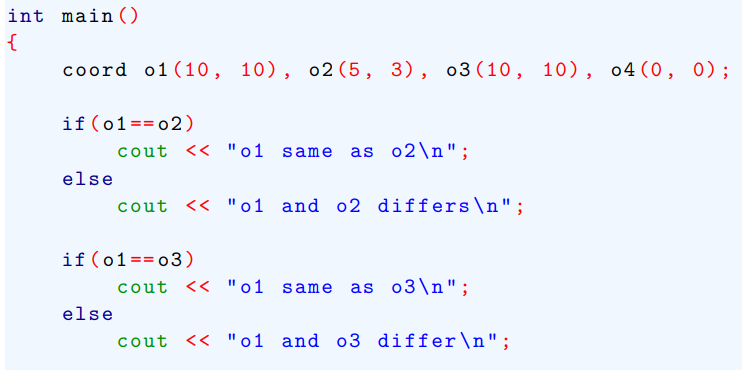 int main()
{
    coord o1(10, 10), o2(5, 3), o3(10, 10), o4(0, 0);

    if(o1==o2)
        cout << "o1 same as o2\n";
    else
        cout << "o1 and o2 differs\n";

    if(o1==o3)
        cout << "o1 same as o3\n";
    else
        cout << "o1 and o3 differ\n";